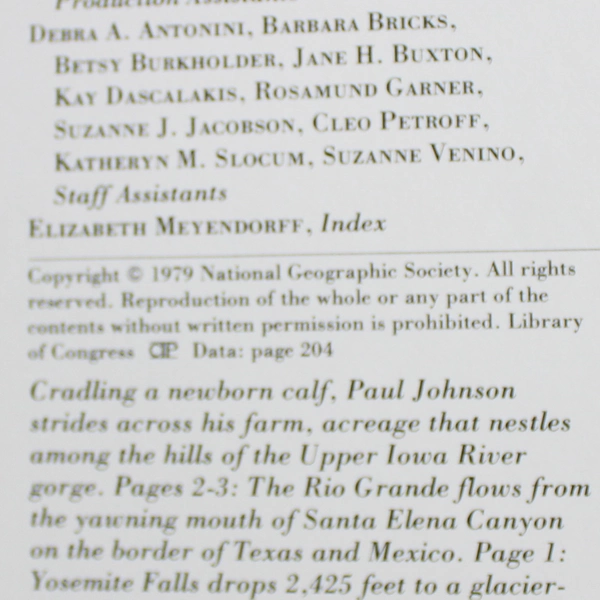 Production Assistants
DEBRA A. ANTONINI, BARBARA BRICKS,
BETSY BURKHOLDER, JANE H. BUXTON,
KAY DASCALAKIS, ROSAMUND GARNER,
SUZANNE J. JACOBSON, CLEO PETROFF,
KATHERYN M. SLOCUM, SUZANNE VENINO,
Staff Assistants
ELIZABETH MEYENDORFF, Index
Copyright © 1979 National Geographic Society. All rights
reserved. Reproduction of the whole or any part of the
contents without written permission is prohibited. Library
of Congress CIP Data: page 204
Cradling a newborn calf, Paul Johnson
strides across his farm, acreage that nestles
among the hills of the Upper Iowa River
gorge. Pages 2-3: The Rio Grande flows from
the yawning mouth of Santa Elena Canyon
on the border of Texas and Mexico. Page 1:
Yosemite Falls drops 2,425 feet to a glacier-